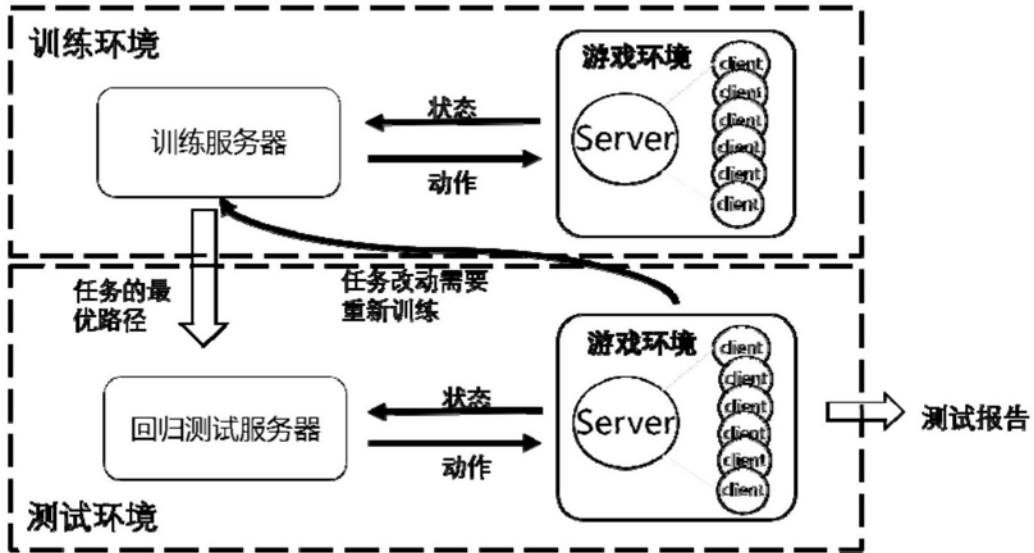 训练环境
训练服务器
状态
动作
游戏环境
Server
client
client
client
client
client
client
任务的最
优路径
任务改动需要
重新训练
回归测试服务器
状态
动作
游戏环境
Server
client
client
client
client
client
client
测试报告
测试环境